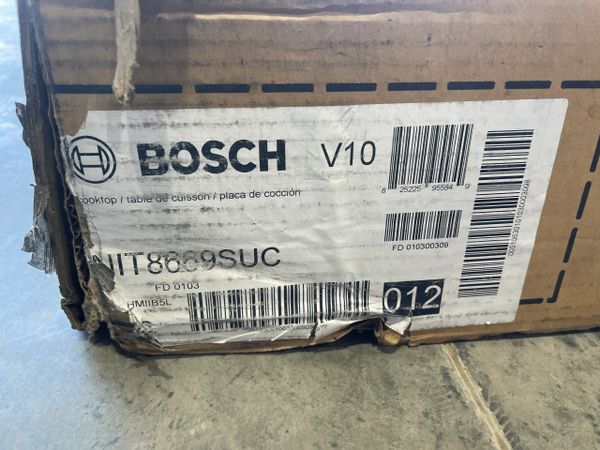 BOSCH V10
8 25225 95584 9
cooktop / table de cuisson / placa de cocción
FD 010300309
NIT8669SUC
FD 0103
HMIIB5L
012